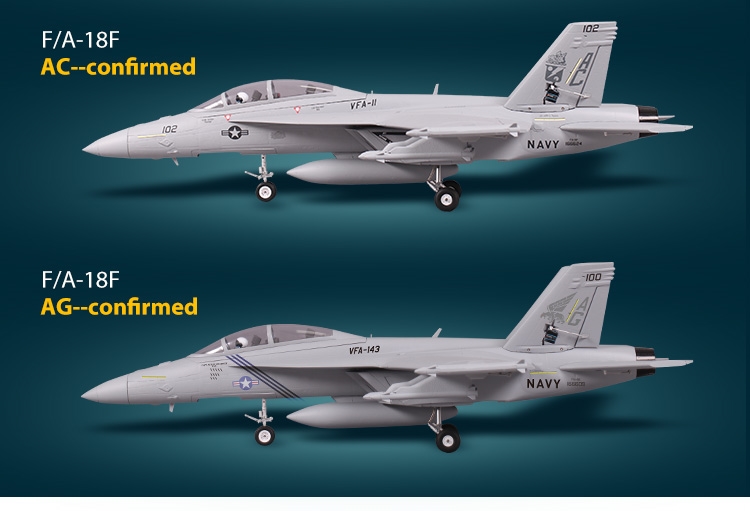 F/A-18F
AC--confirmed
102
AC
VFA-11
102
NAVY
F/A-18F
AG--confirmed
100
AG
VFA-143
NAVY